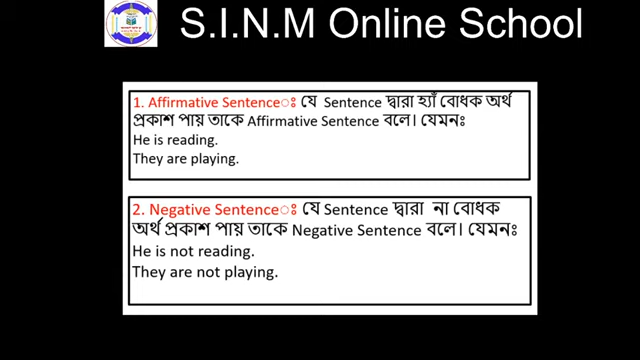 S.I.N.M Online School
1. Affirmative Sentenceঃ যে Sentence দ্বারা হ্যাঁ বোধক অর্থ
প্রকাশ পায় তাকে Affirmative Sentence বলে। যেমনঃ
He is reading.
They are playing.
2. Negative Sentenceঃ যে Sentence দ্বারা না বোধক
অর্থ প্রকাশ পায় তাকে Negative Sentence বলে। যেমনঃ
He is not reading.
They are not playing.